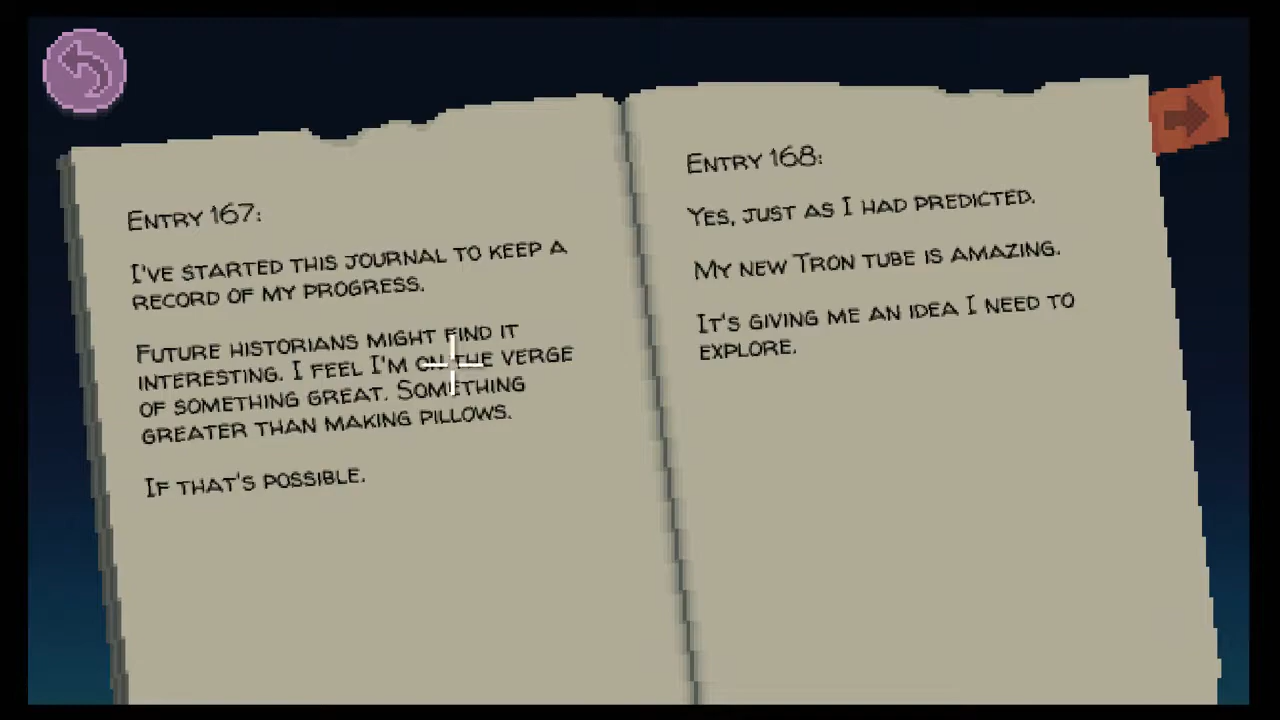 Entry 167:
I've started this journal to keep a
record of my progress.
Future historians might find it
interesting. I feel I'm on the verge
of something great. Something
greater than making pillows.
If that's possible.
Entry 168:
Yes, just as I had predicted.
My new Tron tube is amazing.
It's giving me an idea I need to
explore.